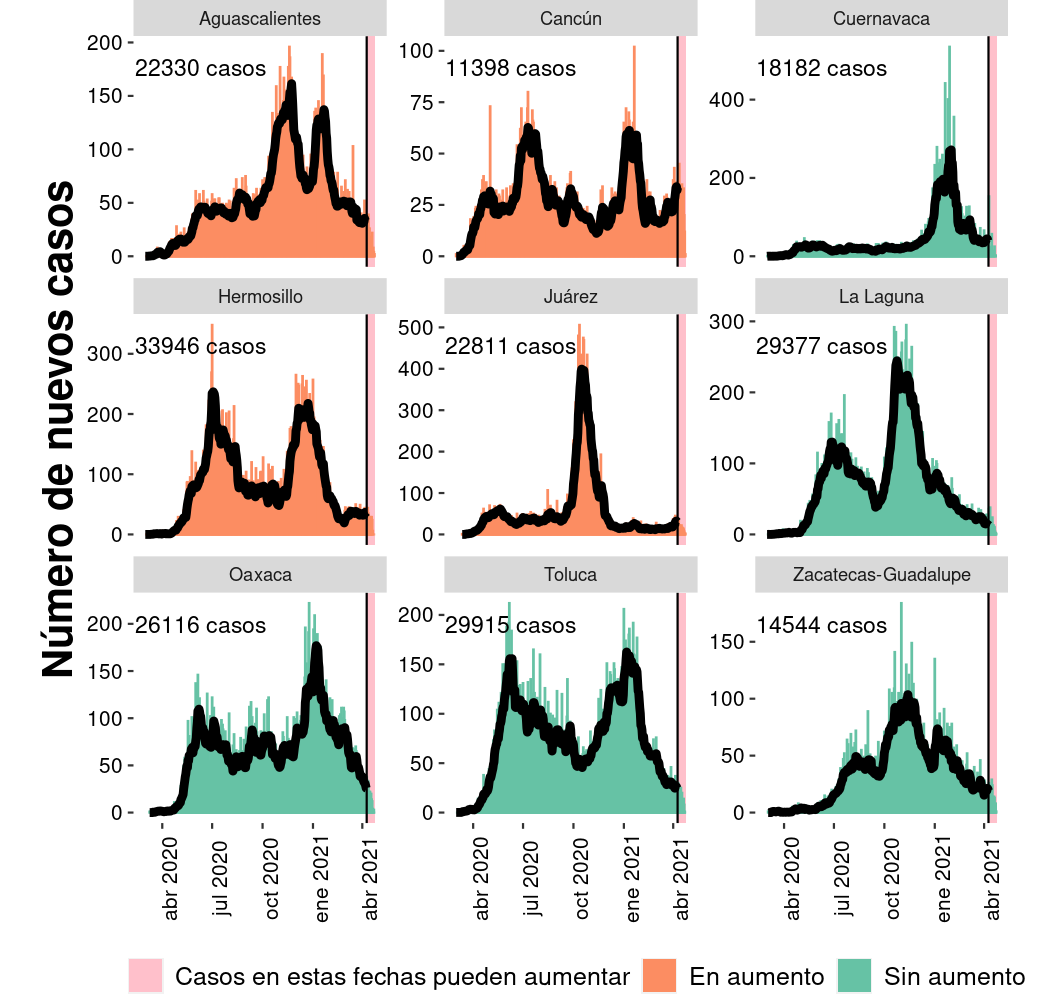 Número de nuevos casos
Aguascalientes
22330 casos
200
150
100
50
0
Cancún
11398 casos
100
75
50
25
0
Cuernavaca
18182 casos
400
200
0
Hermosillo
33946 casos
300
200
100
0
Juárez
22811 casos
500
400
300
200
100
0
La Laguna
29377 casos
300
200
100
0
Oaxaca
26116 casos
200
150
100
50
0
abr 2020
jul 2020
oct 2020
ene 2021
abr 2021
Toluca
29915 casos
200
150
100
50
0
abr 2020
jul 2020
oct 2020
ene 2021
abr 2021
Zacatecas-Guadalupe
14544 casos
150
100
50
0
abr 2020
jul 2020
oct 2020
ene 2021
abr 2021
Casos en estas fechas pueden aumentar
En aumento
Sin aumento